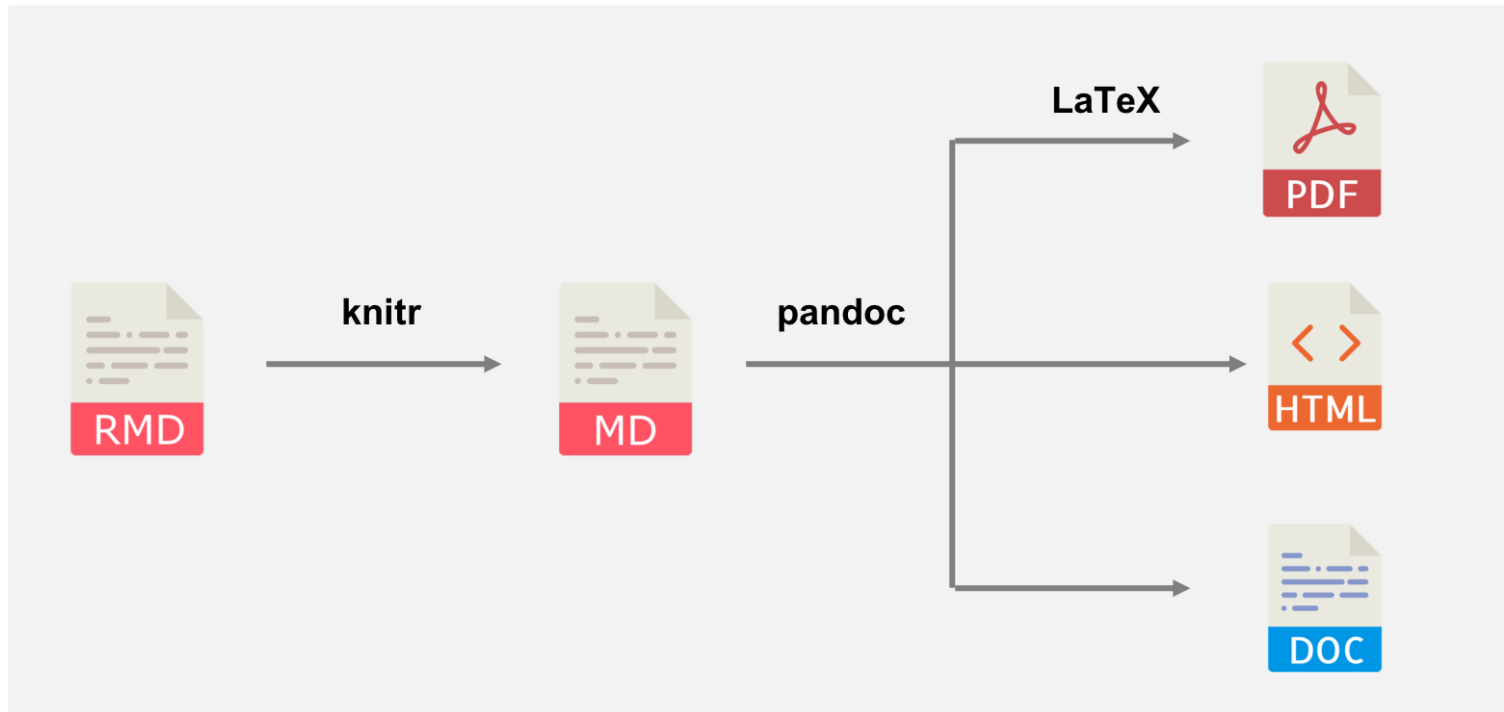 LaTeX
PDF
knitr
pandoc
RMD
MD
HTML
DOC